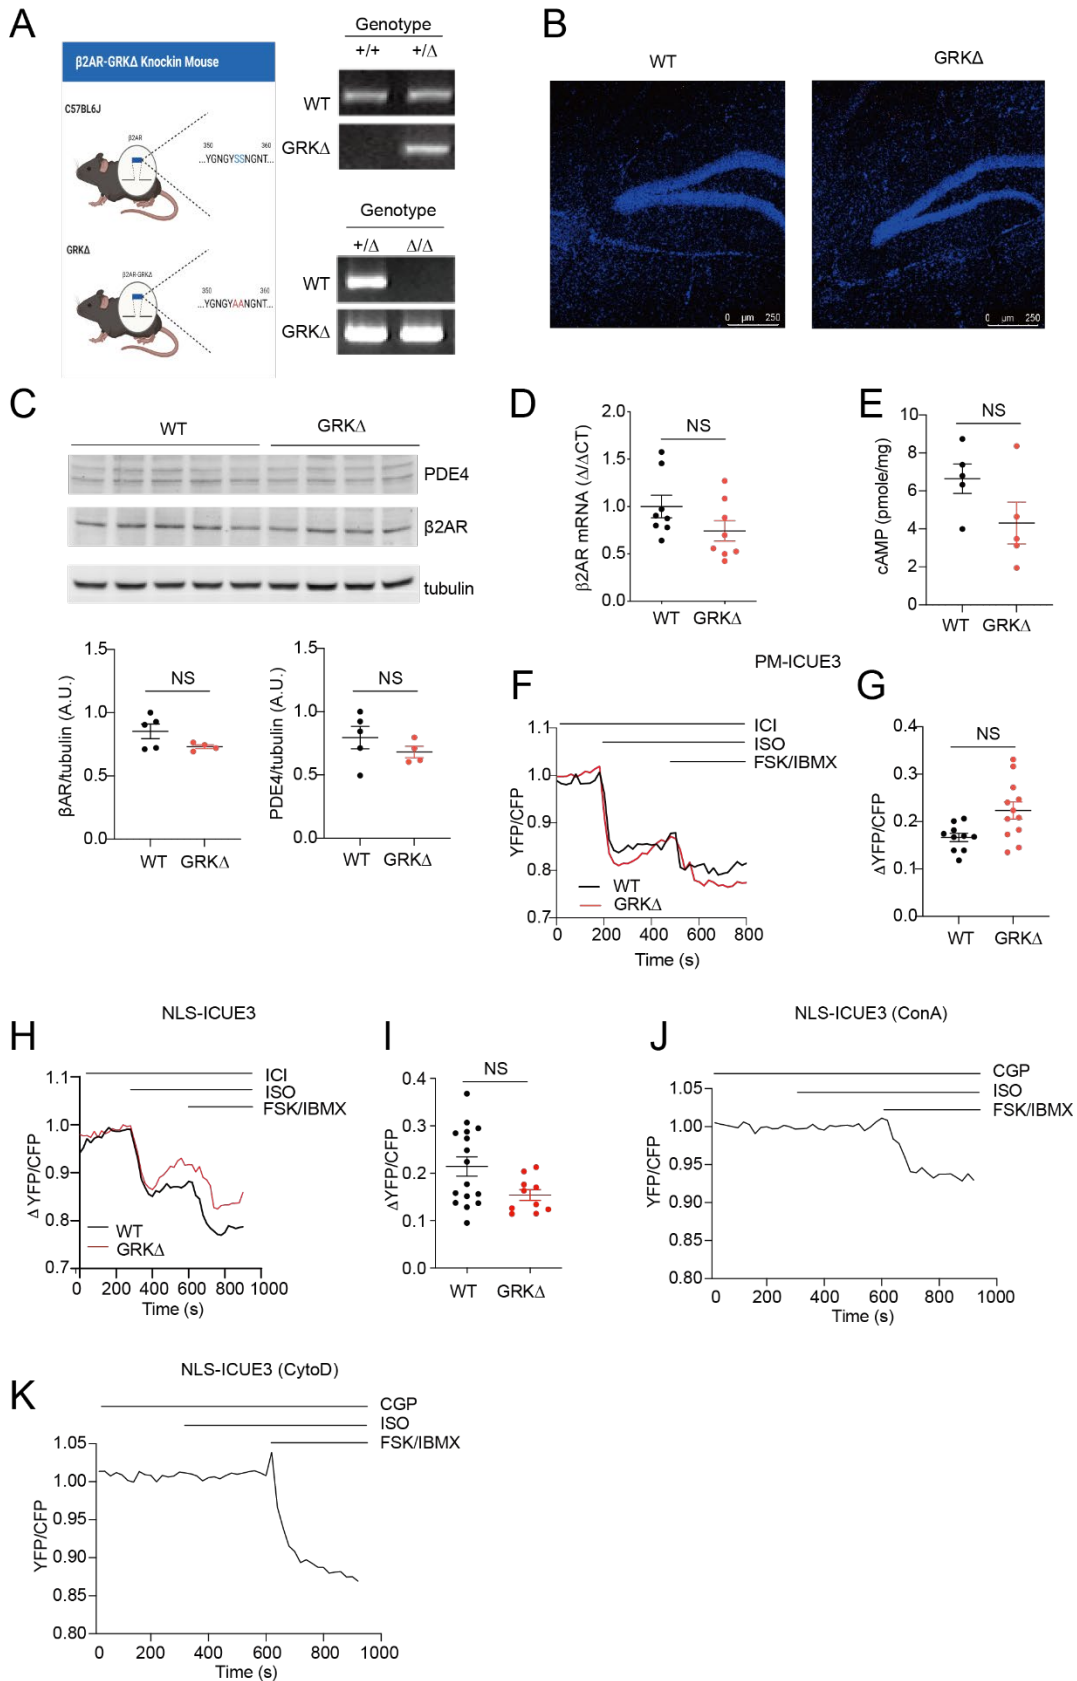 A
β2AR-GRKΔ Knockin Mouse
C57BL6J
β2AR
350 360
...YGNGYSSNGNT...
GRKΔ
β2AR-GRKΔ
350 360
...YGNGYAANGNT...
Genotype
+/+ +/Δ
WT
GRKΔ
Genotype
+/Δ Δ/Δ
WT
GRKΔ
B
WT GRKΔ
0 µm 250
0 µm 250
C
WT GRKΔ
PDE4
β2AR
tubulin
βAR/tubulin (A.U.)
1.5
1.0
0.5
0.0
NS
WT GRKΔ
PDE4/tubulin (A.U.)
1.5
1.0
0.5
0.0
NS
WT GRKΔ
D
β2AR mRNA (Δ/ΔCT)
2.0
1.5
1.0
0.5
0.0
NS
WT GRKΔ
E
cAMP (pmole/mg)
10
8
6
4
2
0
NS
WT GRKΔ
PM-ICUE3
F
YFP/CFP
1.1
1.0
0.9
0.8
0.7
ICI
ISO
FSK/IBMX
WT
GRKΔ
0 200 400 600 800
Time (s)
G
ΔYFP/CFP
0.4
0.3
0.2
0.1
0.0
NS
WT GRKΔ
NLS-ICUE3
H
Δ YFP/CFP
1.1
1.0
0.9
0.8
0.7
ICI
ISO
FSK/IBMX
WT
GRKΔ
0 200 400 600 800 1000
Time (s)
I
ΔYFP/CFP
0.4
0.3
0.2
0.1
0.0
NS
WT GRKΔ
NLS-ICUE3 (ConA)
J
YFP/CFP
1.05
1.00
0.95
0.90
0.85
0.80
CGP
ISO
FSK/IBMX
0 200 400 600 800 1000
Time (s)
NLS-ICUE3 (CytoD)
K
YFP/CFP
1.05
1.00
0.95
0.90
0.85
0.80
CGP
ISO
FSK/IBMX
0 200 400 600 800 1000
Time (s)